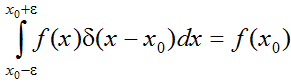 ∫_{x₀−ε}^{x₀+ε} f(x)δ(x − x₀)dx = f(x₀)